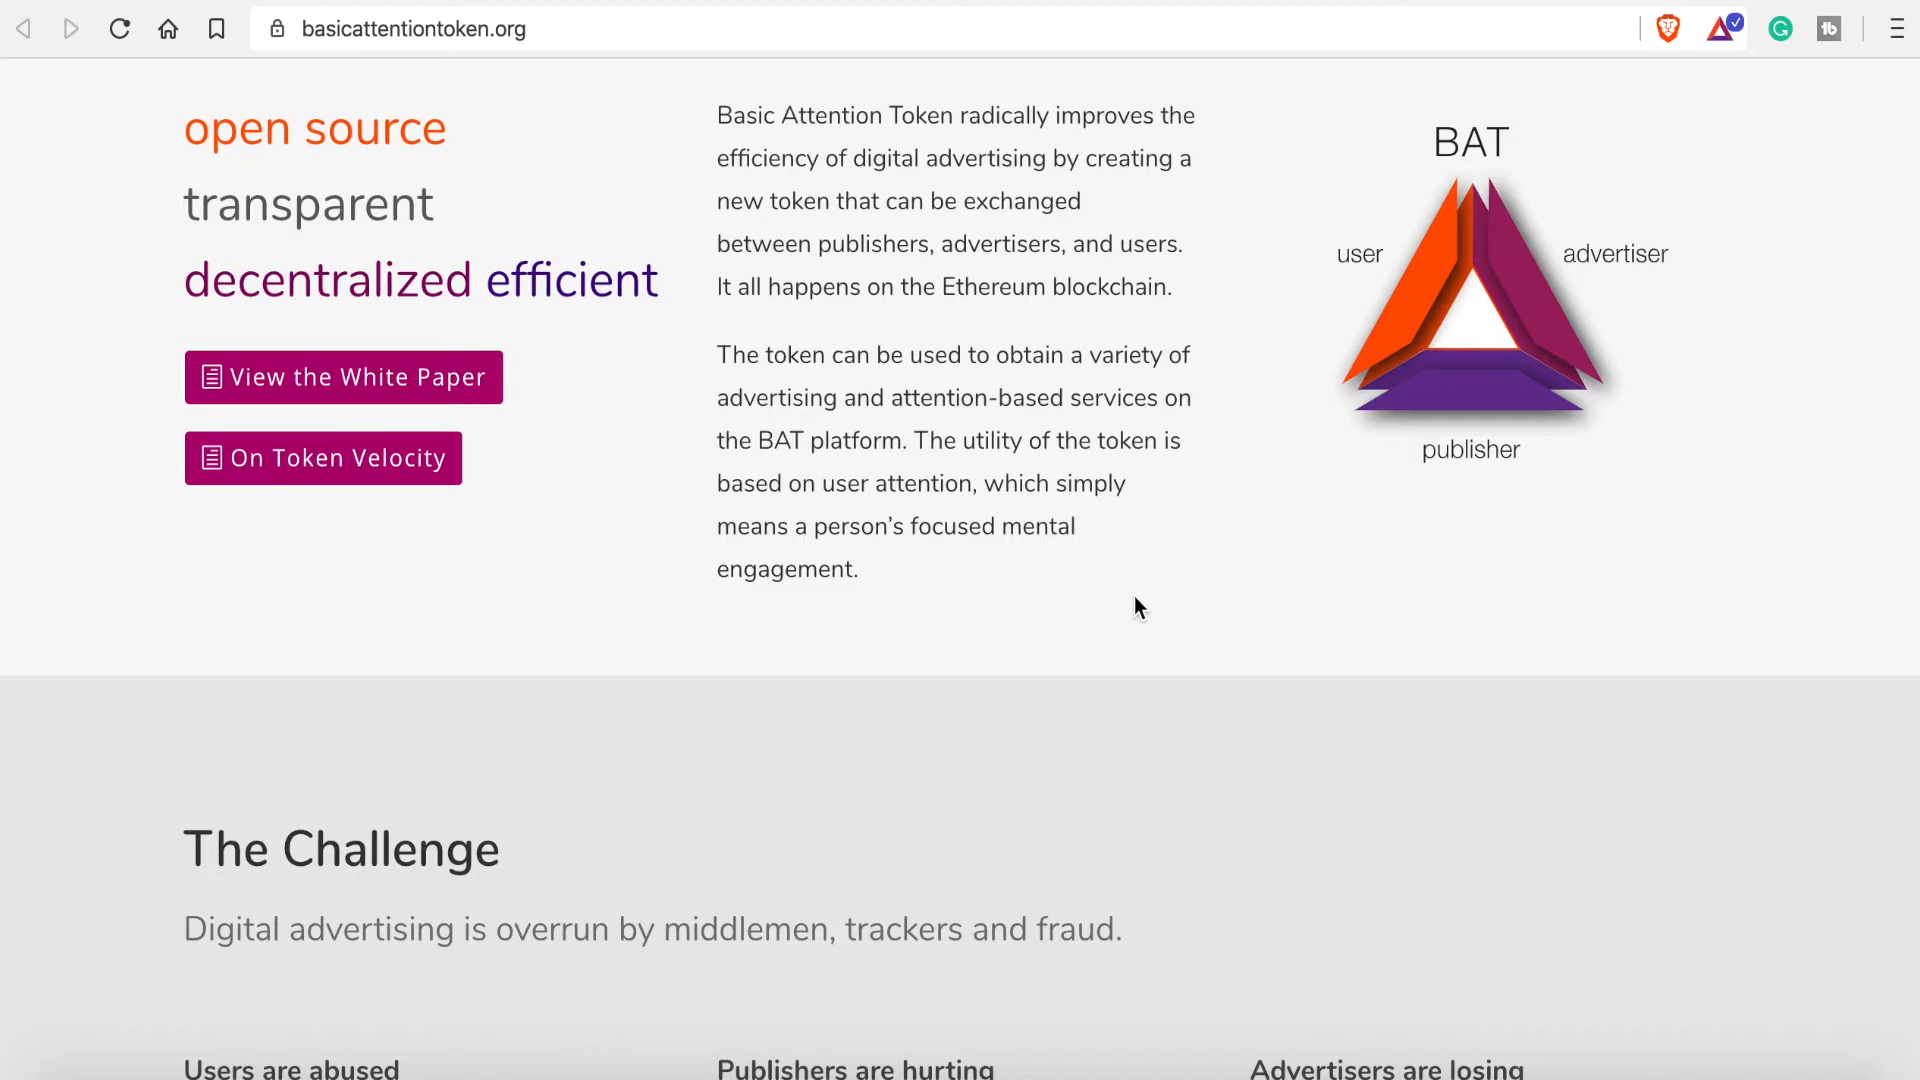 basicattentiontoken.org
open source
transparent
decentralized efficient
View the White Paper
On Token Velocity
Basic Attention Token radically improves the
efficiency of digital advertising by creating a
new token that can be exchanged
between publishers, advertisers, and users.
It all happens on the Ethereum blockchain.
The token can be used to obtain a variety of
advertising and attention-based services on
the BAT platform. The utility of the token is
based on user attention, which simply
means a person’s focused mental
engagement.
BAT
user
advertiser
publisher
The Challenge
Digital advertising is overrun by middlemen, trackers and fraud.
Users are abused
Publishers are hurting
Advertisers are losing